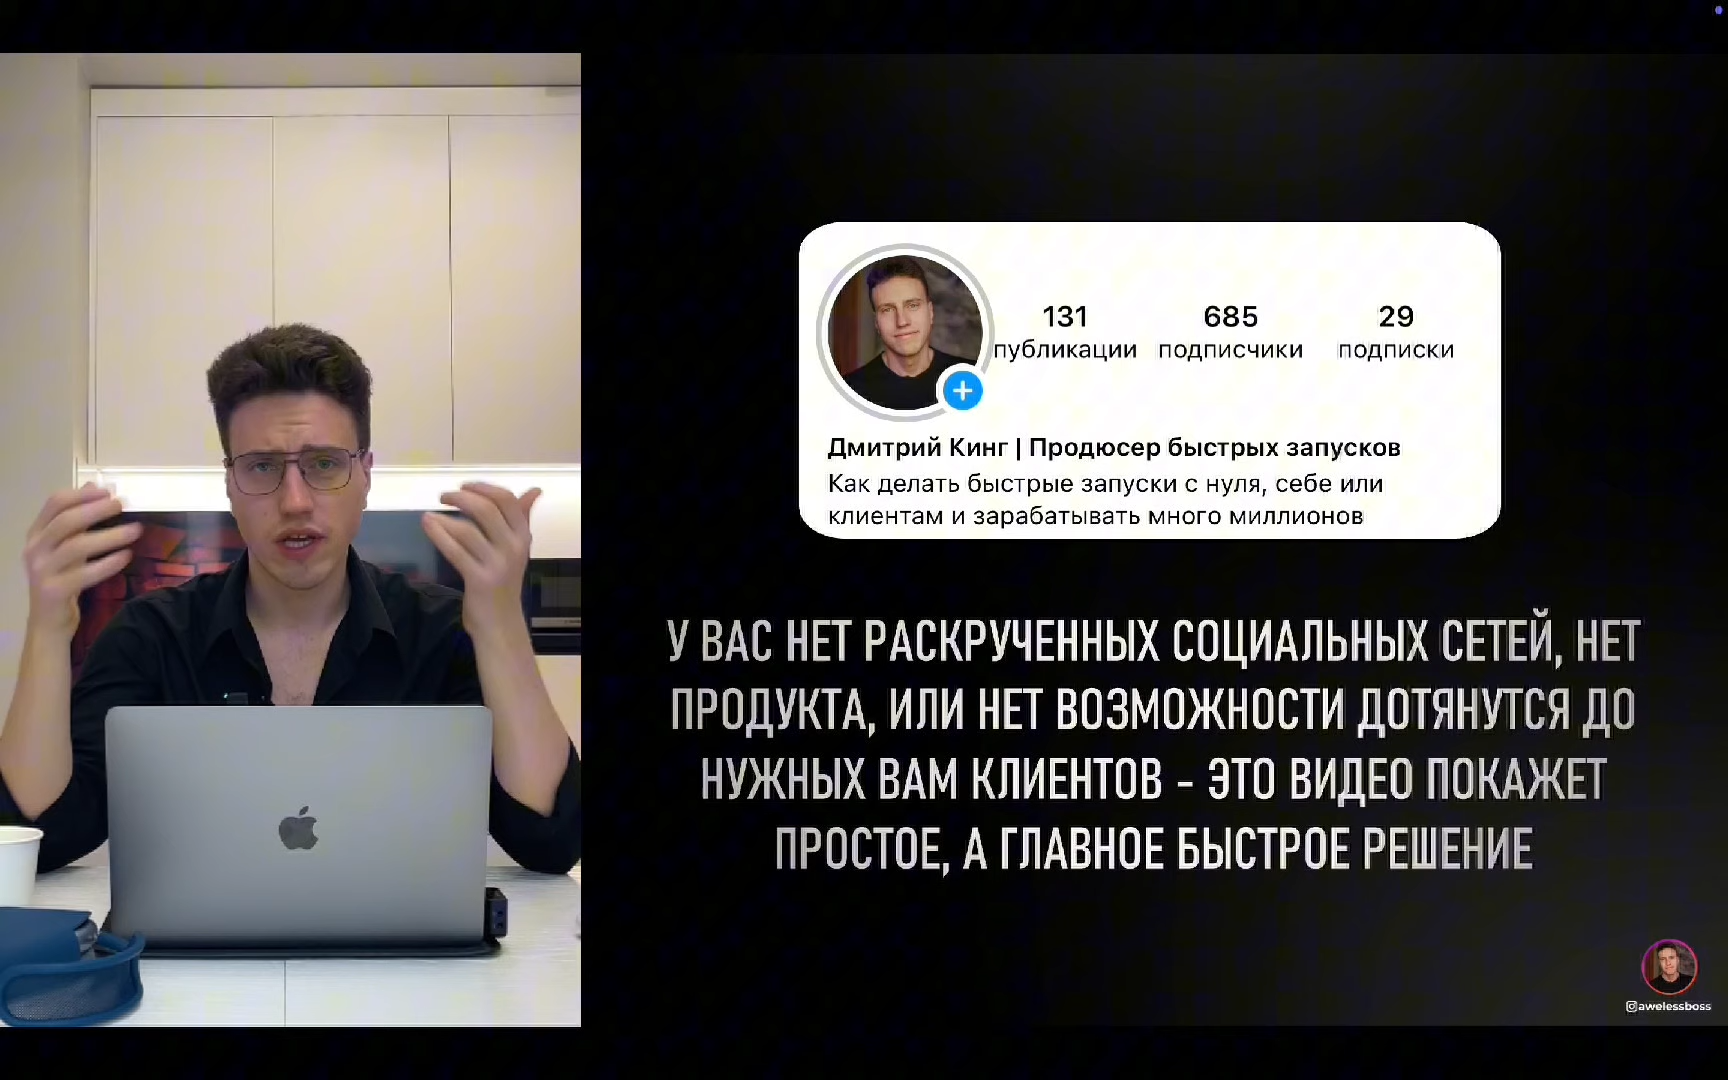 131
публикации
685
подписчики
29
подписки
Дмитрий Кинг | Продюсер быстрых запусков
Как делать быстрые запуски с нуля, себе или
клиентам и зарабатывать много миллионов
У ВАС НЕТ РАСКРУЧЕННЫХ СОЦИАЛЬНЫХ СЕТЕЙ, НЕТ
ПРОДУКТА, ИЛИ НЕТ ВОЗМОЖНОСТИ ДОТЯНУТСЯ ДО
НУЖНЫХ ВАМ КЛИЕНТОВ - ЭТО ВИДЕО ПОКАЖЕТ
ПРОСТОЕ, А ГЛАВНОЕ БЫСТРОЕ РЕШЕНИЕ
awelessboss